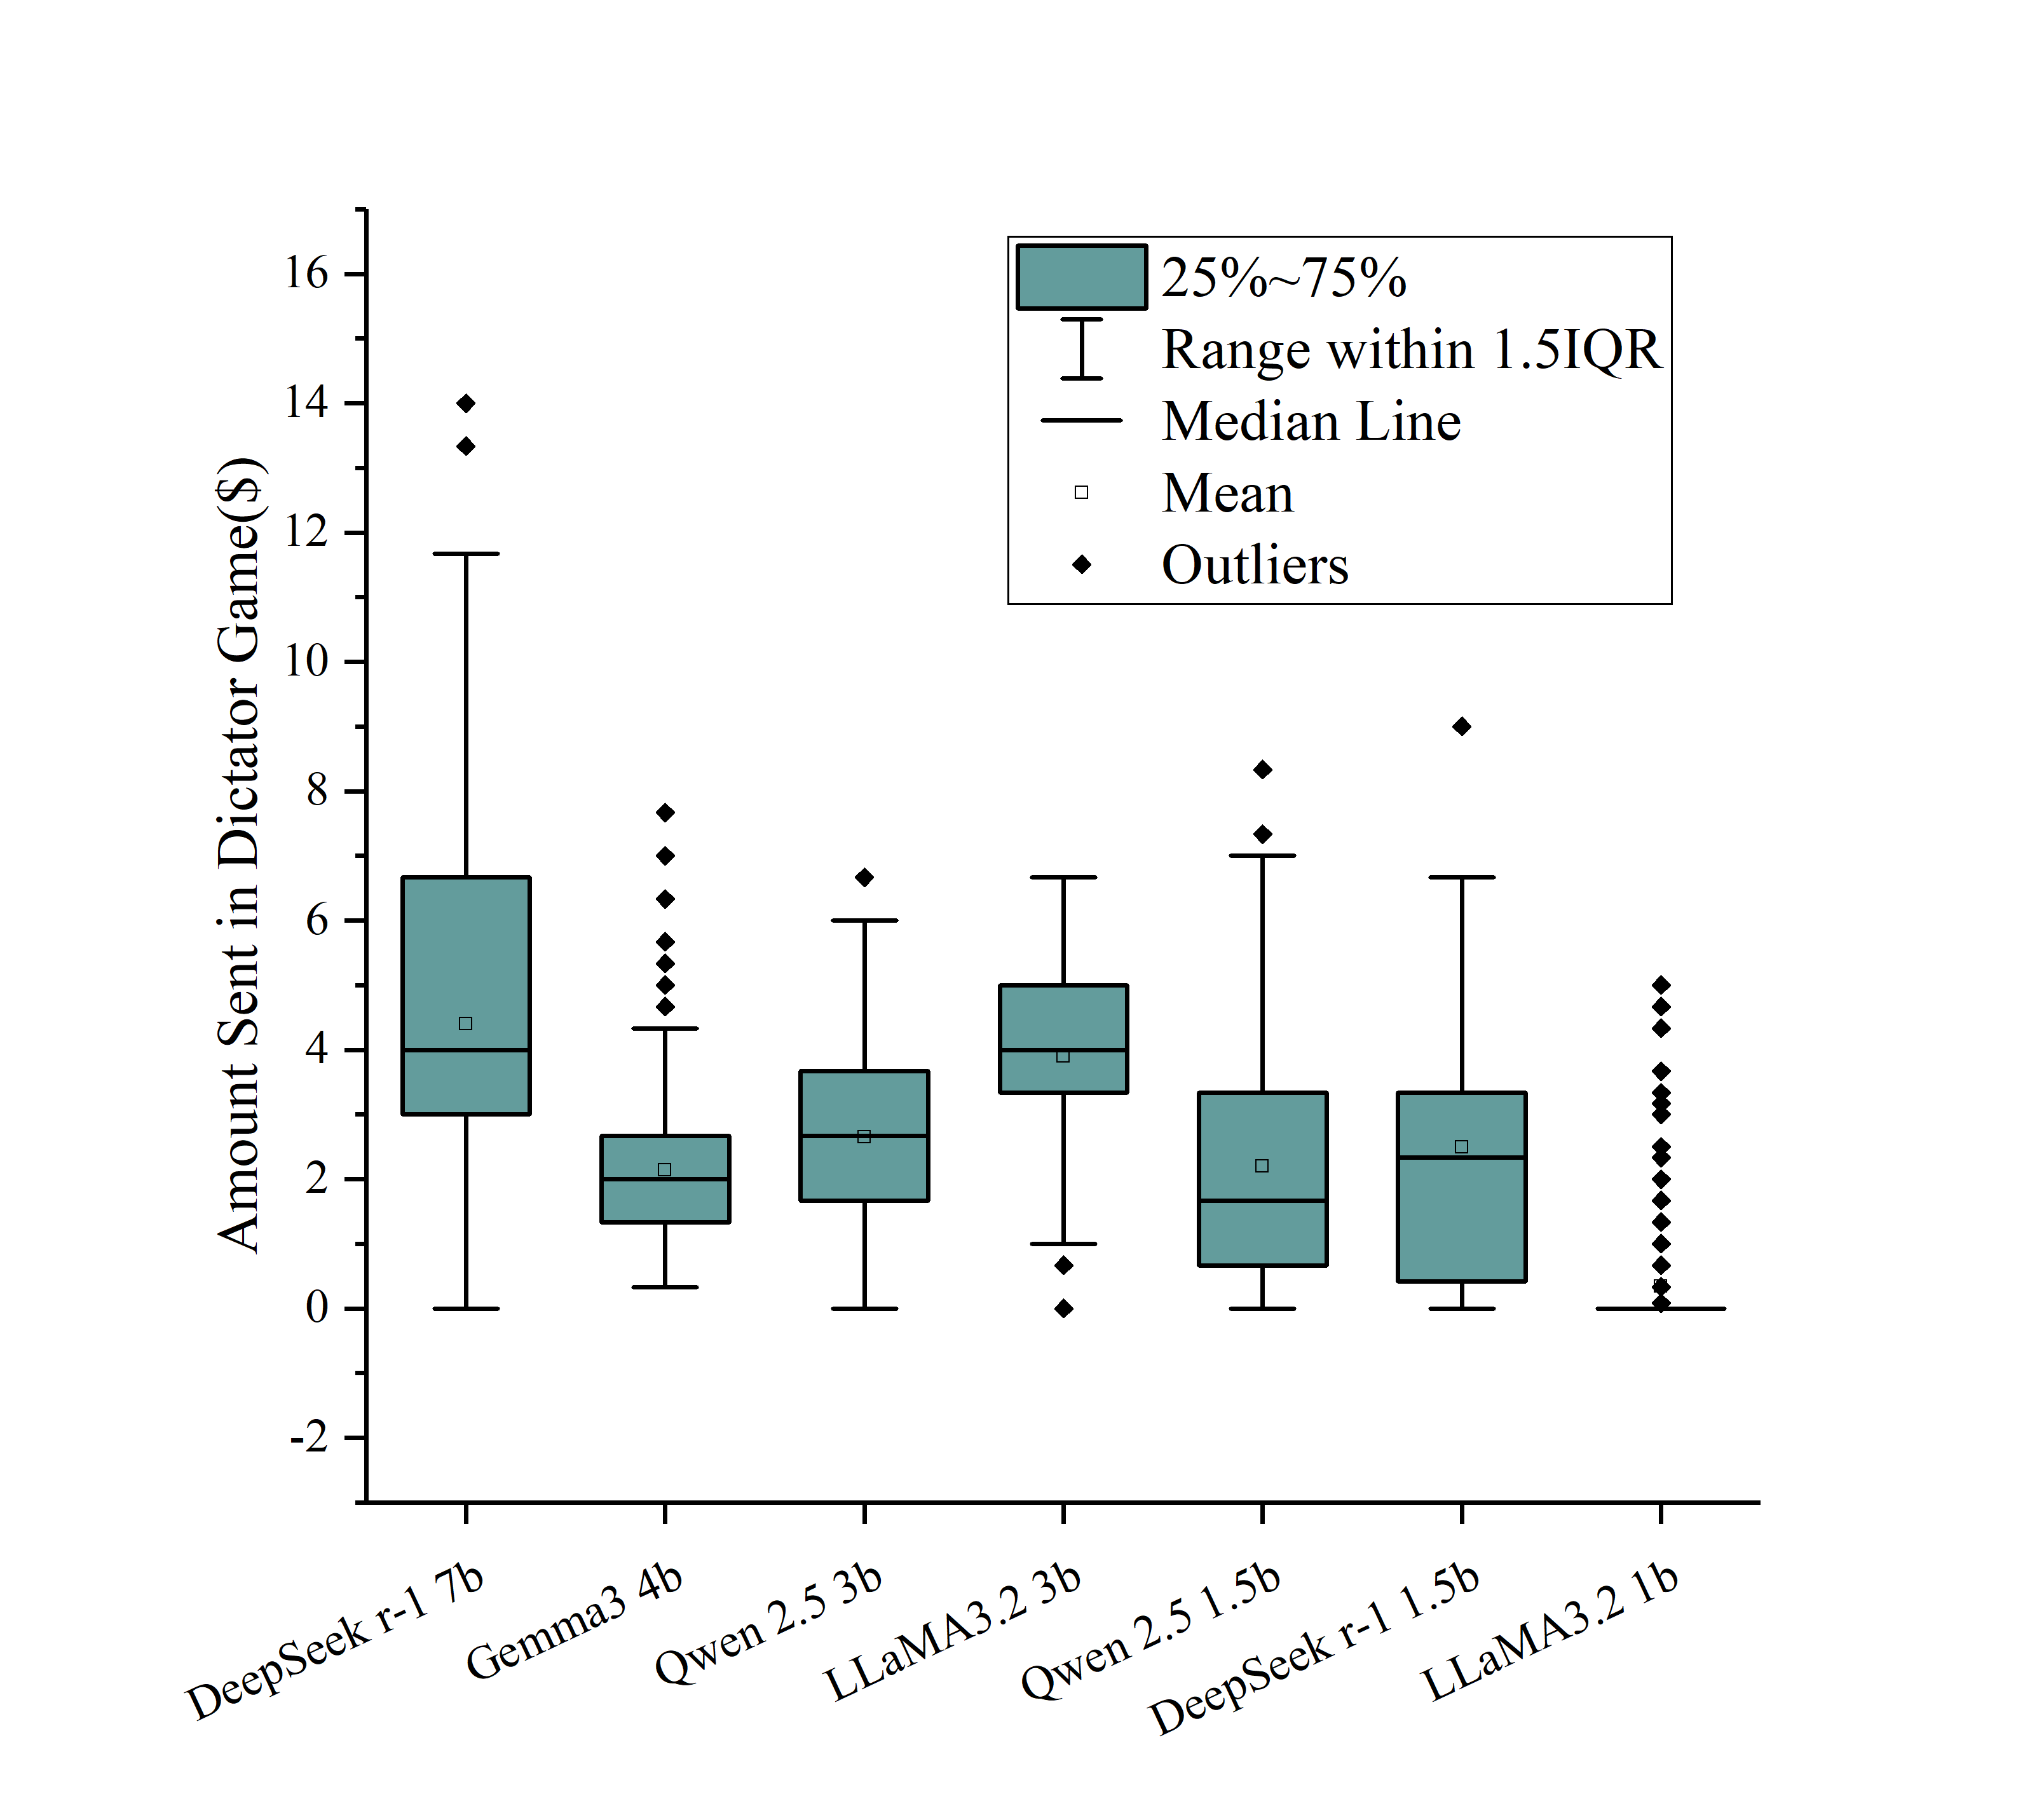 Amount Sent in Dictator Game($)
16
14
12
10
8
6
4
2
0
-2
25%~75%
Range within 1.5IQR
Median Line
Mean
Outliers
DeepSeek r-1 7b
Gemma3 4b
Qwen 2.5 3b
LLaMA3.2 3b
Qwen 2.5 1.5b
DeepSeek r-1 1.5b
LLaMA3.2 1b